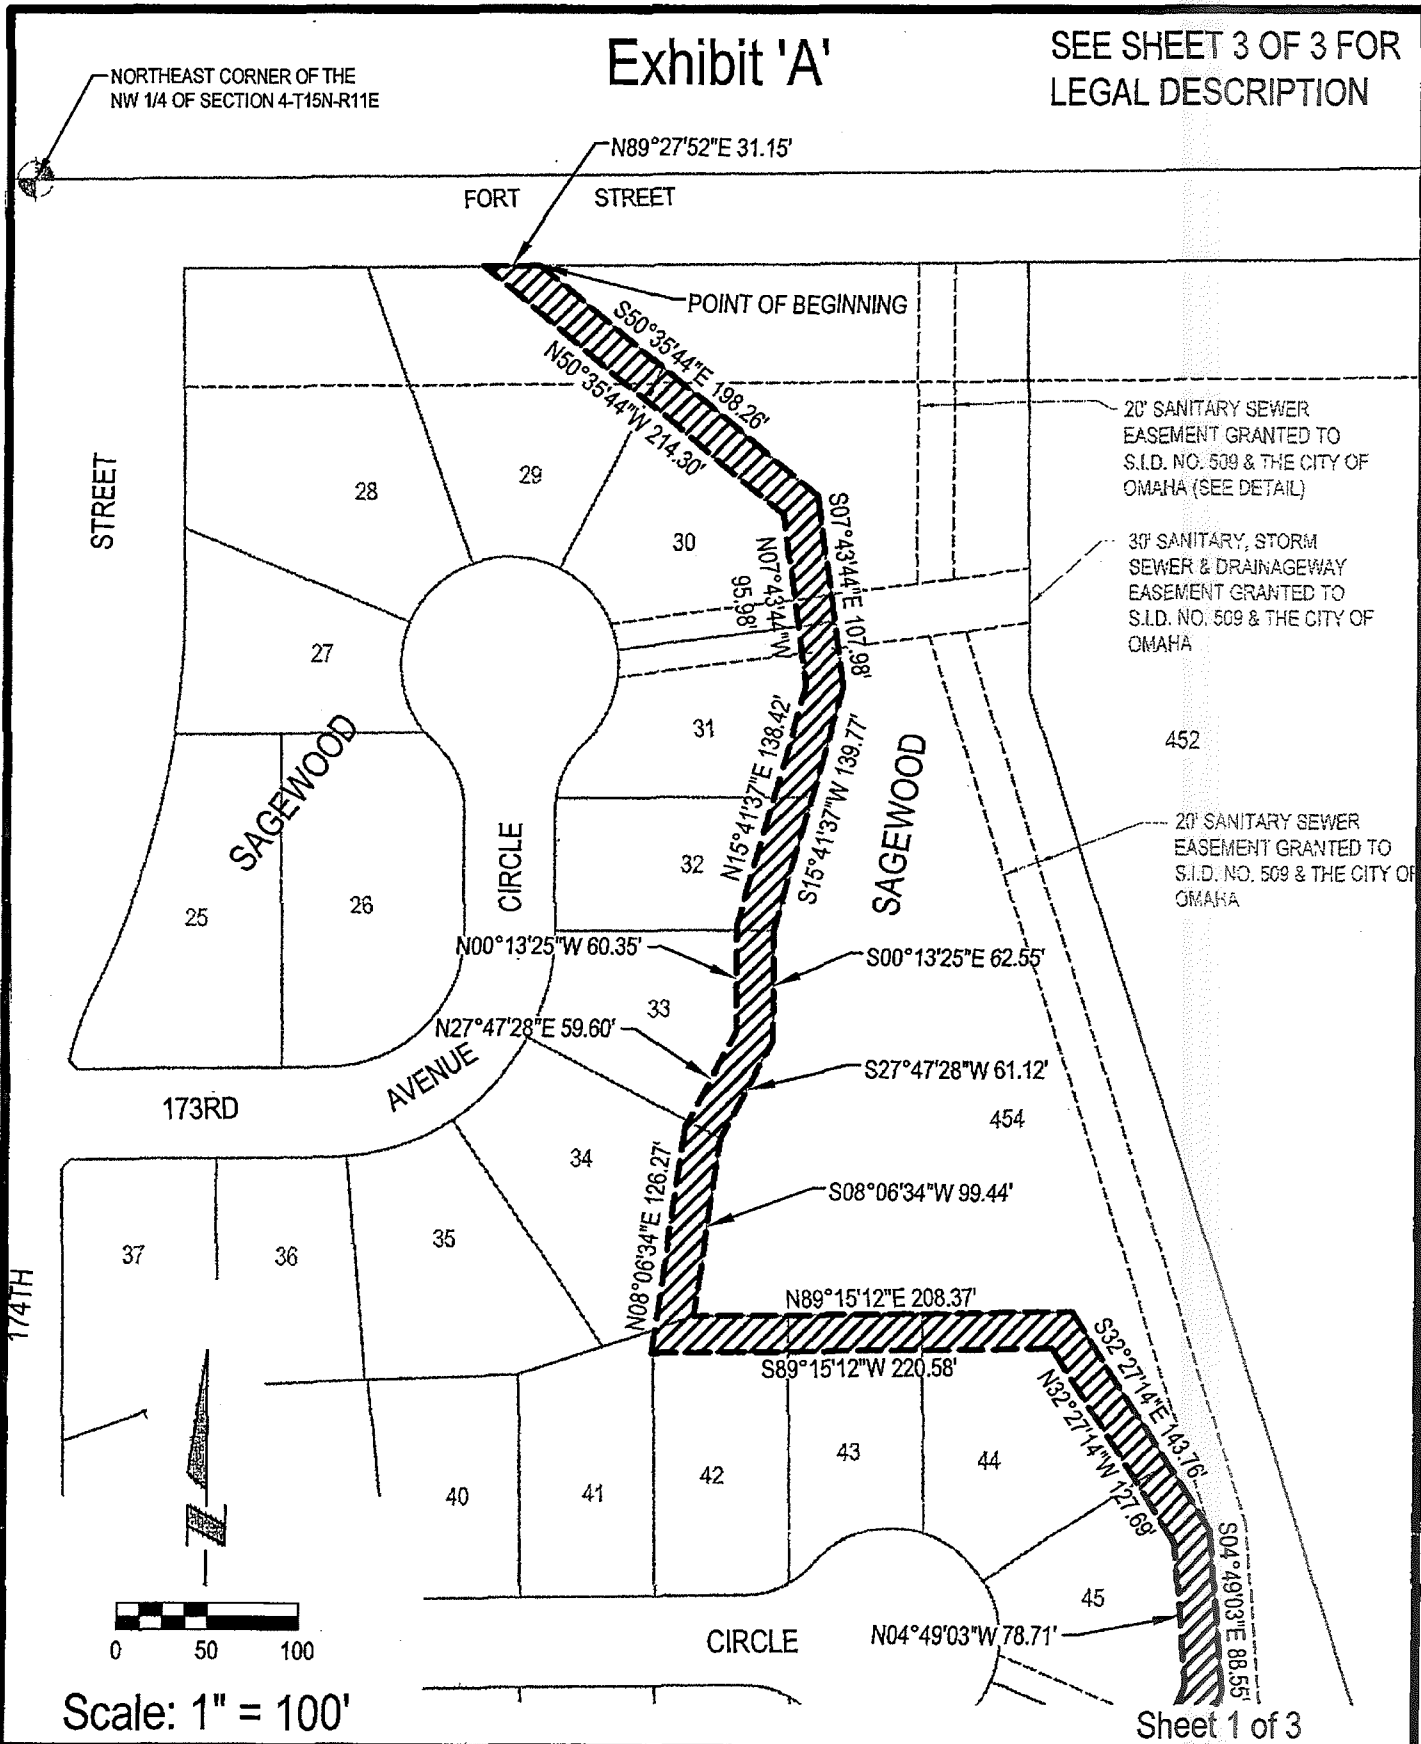 Exhibit 'A'
SEE SHEET 3 OF 3 FOR
LEGAL DESCRIPTION
NORTHEAST CORNER OF THE
NW 1/4 OF SECTION 4-T15N-R11E
N89°27'52"E 31.15'
FORT STREET
POINT OF BEGINNING
S50°35'44"E 198.26'
N50°35'44"W 214.30'
20' SANITARY SEWER
EASEMENT GRANTED TO
S.I.D. NO. 509 & THE CITY OF
OMAHA (SEE DETAIL)
STREET
28
29
30
S07°43'44"E 107.98'
N07°43'44"W
95.98'
30' SANITARY, STORM
SEWER & DRAINAGEWAY
EASEMENT GRANTED TO
S.I.D. NO. 509 & THE CITY OF
OMAHA
27
31
452
SAGEWOOD
N15°41'37"E 138.42'
S15°41'37"W 139.77'
SAGEWOOD
20' SANITARY SEWER
EASEMENT GRANTED TO
S.I.D. NO. 509 & THE CITY OF
OMAHA
CIRCLE
32
25
26
N00°13'25"W 60.35'
S00°13'25"E 62.55'
33
N27°47'28"E 59.60'
S27°47'28"W 61.12'
AVENUE
173RD
454
34
N08°06'34"E 126.27'
S08°06'34"W 99.44'
37
36
35
174TH
N89°15'12"E 208.37'
S89°15'12"W 220.58'
S32°27'14"E 143.76'
N32°27'14"W 127.69'
40
41
42
43
44
45
S04°49'03"E 88.55'
N04°49'03"W 78.71'
CIRCLE
N
0 50 100
Scale: 1" = 100'
Sheet 1 of 3